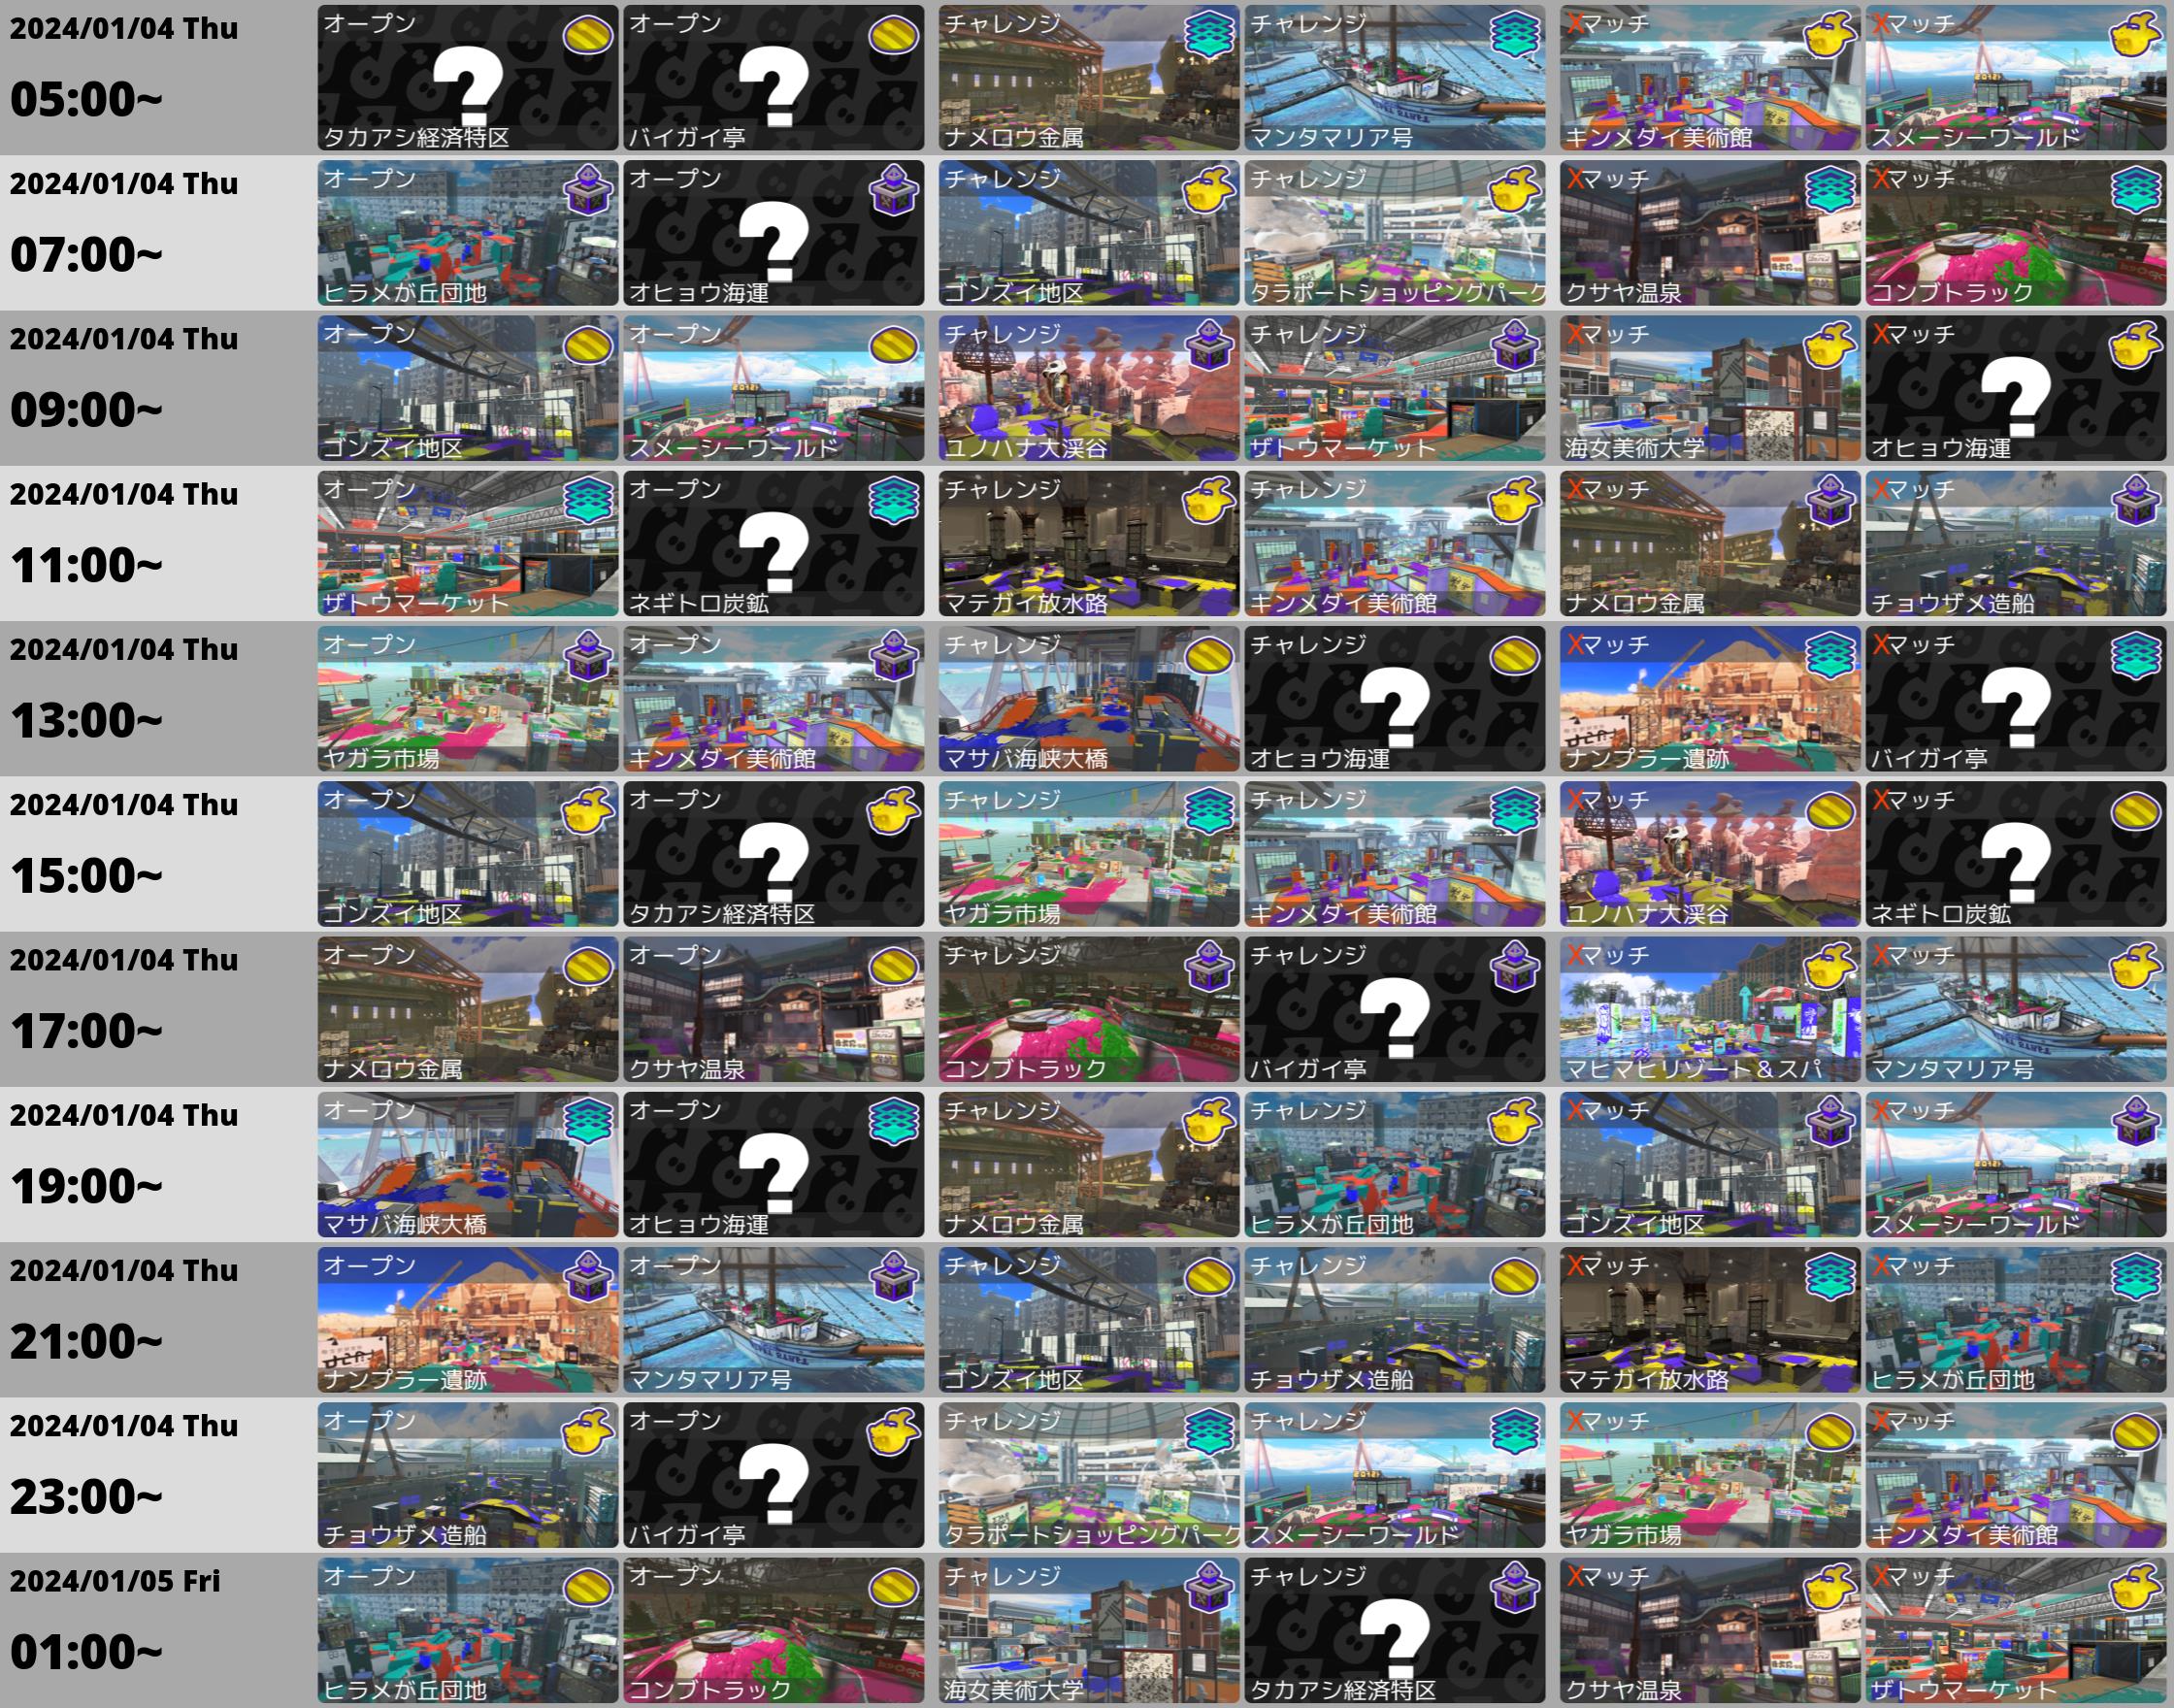 2024/01/04 Thu
05:00~
オープン
タカアシ経済特区
オープン
バイガイ亭
チャレンジ
ナメロウ金属
チャレンジ
マンタマリア号
Xマッチ
キンメダイ美術館
Xマッチ
スメーシーワールド
2024/01/04 Thu
07:00~
オープン
ヒラメが丘団地
オープン
オヒョウ海運
チャレンジ
ゴンズイ地区
チャレンジ
タラポートショッピングパーク
Xマッチ
クサヤ温泉
Xマッチ
コンブトラック
2024/01/04 Thu
09:00~
オープン
ゴンズイ地区
オープン
スメーシーワールド
チャレンジ
ユノハナ大渓谷
チャレンジ
ザトウマーケット
Xマッチ
海女美術大学
Xマッチ
オヒョウ海運
2024/01/04 Thu
11:00~
オープン
ザトウマーケット
オープン
ネギトロ炭鉱
チャレンジ
マテガイ放水路
チャレンジ
キンメダイ美術館
Xマッチ
ナメロウ金属
Xマッチ
チョウザメ造船
2024/01/04 Thu
13:00~
オープン
ヤガラ市場
オープン
キンメダイ美術館
チャレンジ
マサバ海峡大橋
チャレンジ
オヒョウ海運
Xマッチ
ナンプラー遺跡
Xマッチ
バイガイ亭
2024/01/04 Thu
15:00~
オープン
ゴンズイ地区
オープン
タカアシ経済特区
チャレンジ
ヤガラ市場
チャレンジ
キンメダイ美術館
Xマッチ
ユノハナ大渓谷
Xマッチ
ネギトロ炭鉱
2024/01/04 Thu
17:00~
オープン
ナメロウ金属
オープン
クサヤ温泉
チャレンジ
コンブトラック
チャレンジ
バイガイ亭
Xマッチ
マヒマヒリゾート＆スパ
Xマッチ
マンタマリア号
2024/01/04 Thu
19:00~
オープン
マサバ海峡大橋
オープン
オヒョウ海運
チャレンジ
ナメロウ金属
チャレンジ
ヒラメが丘団地
Xマッチ
ゴンズイ地区
Xマッチ
スメーシーワールド
2024/01/04 Thu
21:00~
オープン
ナンプラー遺跡
オープン
マンタマリア号
チャレンジ
ゴンズイ地区
チャレンジ
チョウザメ造船
Xマッチ
マテガイ放水路
Xマッチ
ヒラメが丘団地
2024/01/04 Thu
23:00~
オープン
チョウザメ造船
オープン
バイガイ亭
チャレンジ
タラポートショッピングパーク
チャレンジ
スメーシーワールド
Xマッチ
ヤガラ市場
Xマッチ
キンメダイ美術館
2024/01/05 Fri
01:00~
オープン
ヒラメが丘団地
オープン
コンブトラック
チャレンジ
海女美術大学
チャレンジ
タカアシ経済特区
Xマッチ
クサヤ温泉
Xマッチ
ザトウマーケット